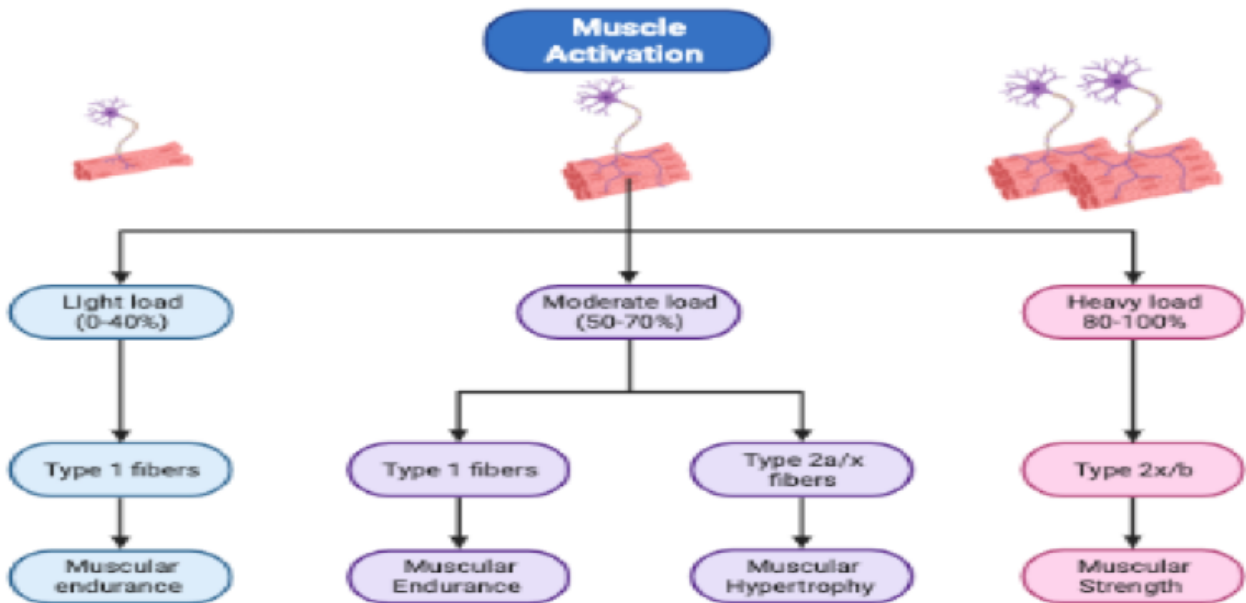 Muscle
Activation
Light load
(0-40%)
Moderate load
(50-70%)
Heavy load
80-100%
Type 1 fibers
Type 1 fibers
Type 2a/x
fibers
Type 2x/b
Muscular
endurance
Muscular
Endurance
Muscular
Hypertrophy
Muscular
Strength